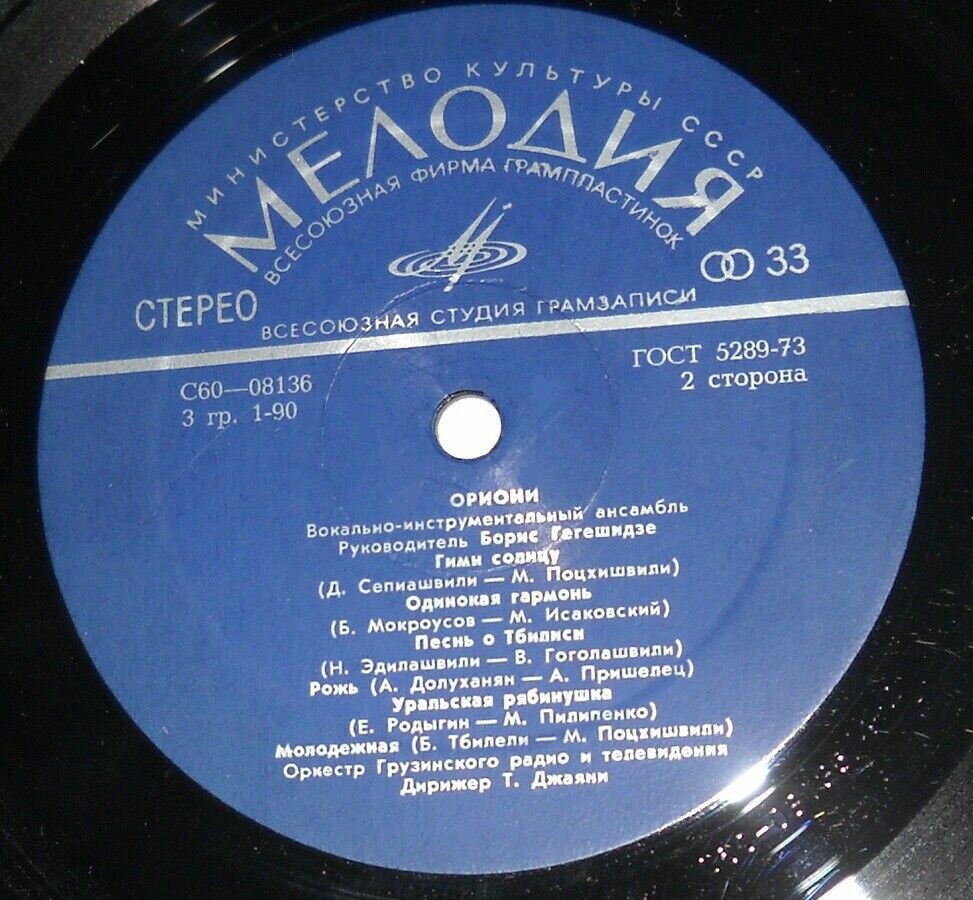 МИНИСТЕРСТВО КУЛЬТУРЫ СССР
МЕЛОДИЯ
ВСЕСОЮЗНАЯ ФИРМА ГРАМПЛАСТИНОК
СТЕРЕО
33
ВСЕСОЮЗНАЯ СТУДИЯ ГРАМЗАПИСИ
С60—08136
3 гр. 1-90
ГОСТ 5289-73
2 сторона
ОРИОНИ
Вокально-инструментальный ансамбль
Руководитель Борис Гегешидзе
Гимн солнцу
(Д. Сепиашвили — М. Поцхишвили)
Одинокая гармонь
(Б. Мокроусов — М. Исаковский)
Песнь о Тбилиси
(Н. Эдилашвили — В. Гоголашвили)
Рожь (А. Долуханян — А. Пришелец)
Уральская рябинушка
(Е. Родыгин — М. Пилипенко)
Молодежная (Б. Тбилели — М. Поцхишвили)
Оркестр Грузинского радио и телевидения
Дирижер Т. Джаяни